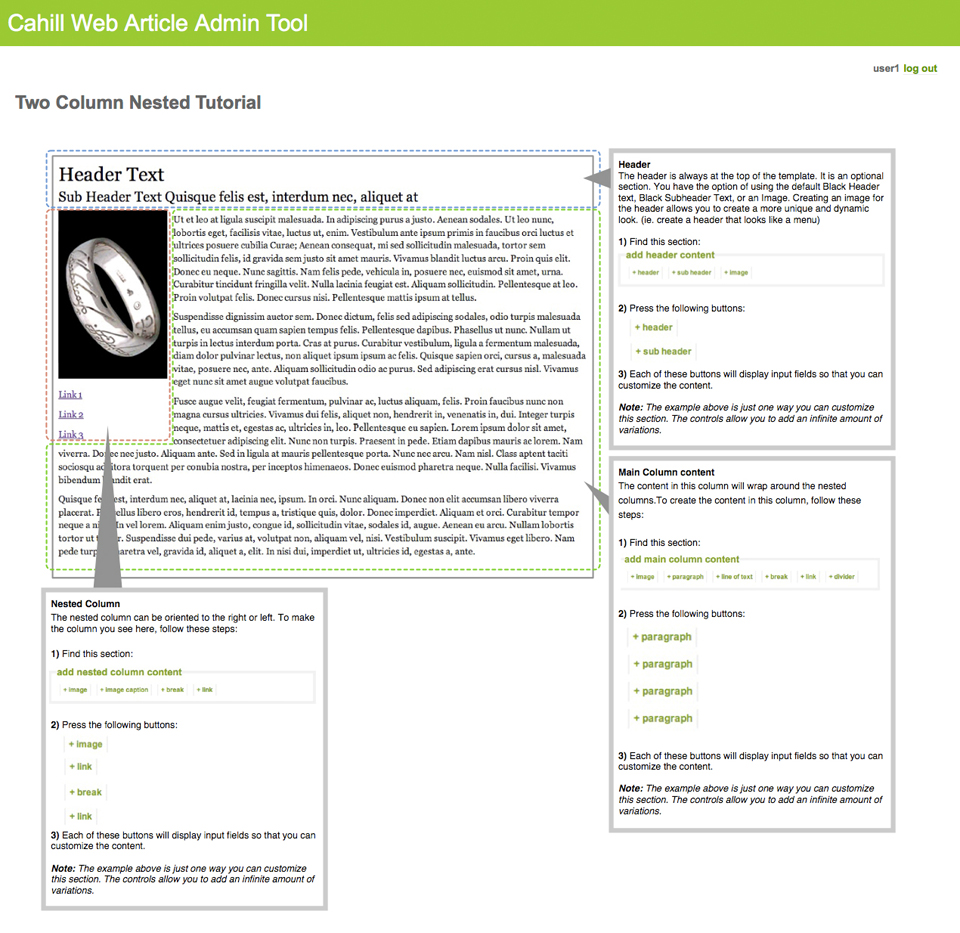 Cahill Web Article Admin Tool
user1 log out
Two Column Nested Tutorial
Header Text
Sub Header Text Quisque felis est, interdum nec, aliquet at
Link 1
Link 2
Link 3
Ut et leo at ligula suscipit malesuada. In adipiscing purus a justo. Aenean sodales. Ut leo nunc,
lobortis eget, facilisis vitae, luctus ut, enim. Vestibulum ante ipsum primis in faucibus orci luctus et
ultrices posuere cubilia Curae; Aenean consequat, mi sed sollicitudin malesuada, tortor sem
sollicitudin felis, id gravida sem justo sit amet mauris. Vivamus blandit luctus arcu. Proin quis elit.
Donec eu neque. Nunc sagittis. Nam felis pede, vehicula in, posuere nec, euismod sit amet, urna.
Curabitur tincidunt fringilla velit. Nulla lacinia feugiat est. Aliquam sollicitudin. Pellentesque at leo.
Proin volutpat felis. Donec cursus nisi. Pellentesque mattis ipsum at tellus.
Suspendisse dignissim auctor sem. Donec dictum, felis sed adipiscing sodales, odio turpis malesuada
tellus, eu accumsan quam sapien tempus felis. Pellentesque dapibus. Phasellus ut nunc. Nullam ut
turpis in lectus interdum porta. Cras at purus. Curabitur vestibulum, ligula a fermentum malesuada,
diam dolor pulvinar lectus, non aliquet ipsum ipsum ac felis. Quisque sapien orci, cursus a, malesuada
vitae, posuere nec, ante. Aliquam sollicitudin odio ac purus. Sed adipiscing erat cursus nisl. Vivamus
eget nunc sit amet augue volutpat faucibus.
Fusce augue velit, feugiat fermentum, pulvinar ac, luctus aliquam, felis. Proin faucibus nunc non
magna cursus ultricies. Vivamus dui felis, aliquet non, hendrerit in, venenatis in, dui. Integer turpis
neque, mattis et, egestas ac, ultricies in, leo. Pellentesque eu sapien. Lorem ipsum dolor sit amet,
consectetuer adipiscing elit. Nunc non turpis. Praesent in pede. Etiam dapibus mauris ac lorem. Nam
viverra. nec justo. Aliquam ante. Sed in ligula at mauris pellentesque porta. Nunc nec arcu. Nam nisl. Class aptent taciti
sociosqu torquent per conubia nostra, per inceptos himenaeos. Donec euismod pharetra neque. Nulla facilisi. Vivamus
bibendum erat.
Quisque est, interdum nec, aliquet at, lacinia nec, ipsum. In orci. Nunc aliquam. Donec non elit accumsan libero viverra
placerat. libero eros, hendrerit id, tempus a, tristique quis, dolor. Donec imperdiet. Aliquam et orci. Curabitur tempor
neque a In vel lorem. Aliquam enim justo, congue id, sollicitudin vitae, sodales id, augue. Aenean eu arcu. Nullam lobortis
tortor ut Suspendisse dui pede, varius at, volutpat non, aliquam vel, nisi. Vestibulum suscipit. Vivamus eget libero. Nam
pede vel, gravida id, aliquet a, elit. In nisi dui, imperdiet ut, ultricies id, egestas a, ante.
Header
The header is always at the top of the template. It is an optional
section. You have the option of using the default Black Header
text, Black Subheader Text, or an Image. Creating an image for
the header allows you to create a more unique and dynamic
look. (ie. create a header that looks like a menu)
1) Find this section:
add header content
+ header + sub header + image
2) Press the following buttons:
+ header
+ sub header
3) Each of these buttons will display input fields so that you can
customize the content.
Note: The example above is just one way you can customize
this section. The controls allow you to add an infinite amount of
variations.
Main Column content
The content in this column will wrap around the nested
columns.To create the content in this column, follow these
steps:
1) Find this section:
add main column content
+ image + paragraph + line of text + break + link + divider
2) Press the following buttons:
+ paragraph
+ paragraph
+ paragraph
+ paragraph
3) Each of these buttons will display input fields so that you can
customize the content.
Note: The example above is just one way you can customize
this section. The controls allow you to add an infinite amount of
variations.
Nested Column
The nested column can be oriented to the right or left. To make
the column you see here, follow these steps:
1) Find this section:
add nested column content
+ image + image caption + break + link
2) Press the following buttons:
+ image
+ link
+ break
+ link
3) Each of these buttons will display input fields so that you can
customize the content.
Note: The example above is just one way you can customize
this section. The controls allow you to add an infinite amount of
variations.